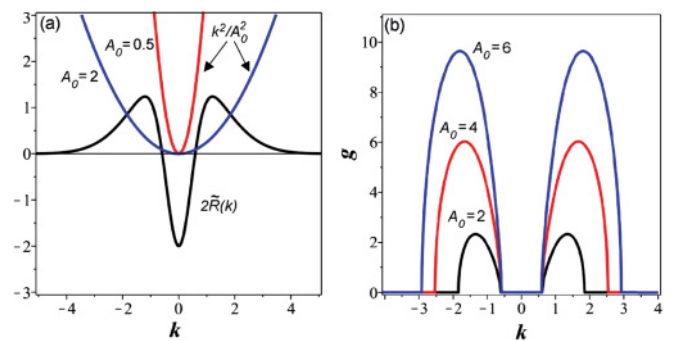 (a)
A₀=0.5
k²/A₀²
A₀=2
2R̃(k)
3
2
1
0
-1
-2
-3
-4 -2 0 2 4
k
(b)
A₀=6
A₀=4
A₀=2
g
10
8
6
4
2
0
-4 -3 -2 -1 0 1 2 3 4
k